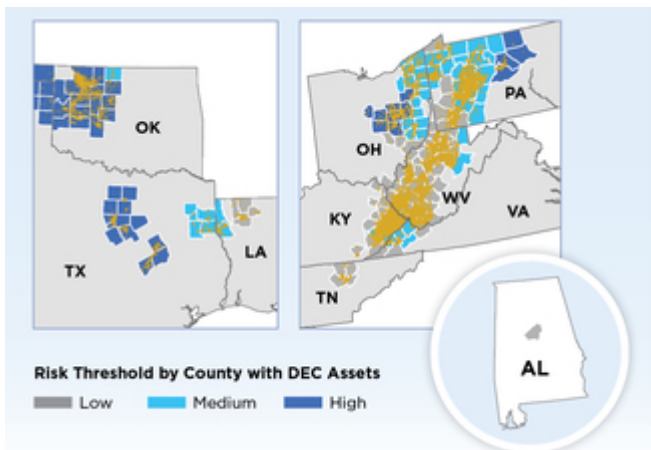 OK
TX
LA
PA
OH
WV
KY
VA
TN
AL
Risk Threshold by County with DEC Assets
Low Medium High